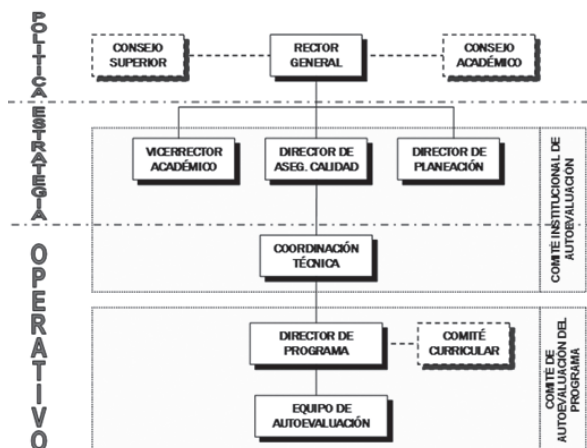 POLÍTICA
CONSEJO
SUPERIOR
RECTOR
GENERAL
CONSEJO
ACADÉMICO
ESTRATEGIA
VICERRECTOR
ACADÉMICO
DIRECTOR DE
ASEG. CALIDAD
DIRECTOR DE
PLANEACIÓN
COMITÉ INSTITUCIONAL DE
AUTOEVALUACIÓN
OPERATIVO
COORDINACIÓN
TÉCNICA
DIRECTOR DE
PROGRAMA
COMITÉ
CURRICULAR
EQUIPO DE
AUTOEVALUACIÓN
COMITÉ DE
AUTOEVALUACIÓN DEL
PROGRAMA